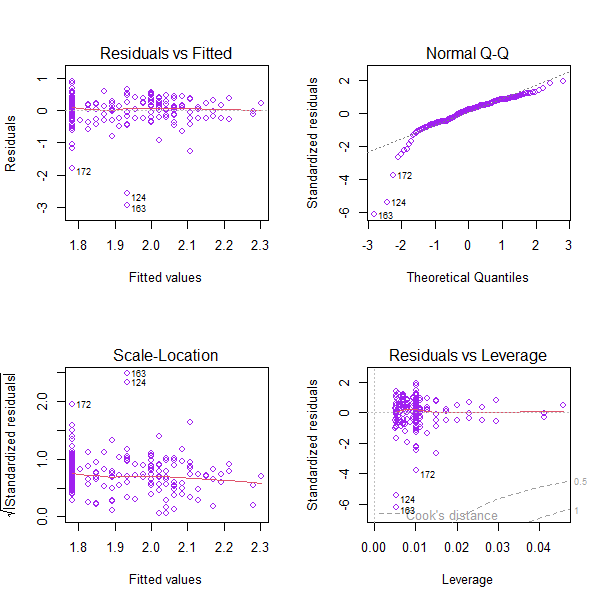 Residuals vs Fitted
Residuals
1
0
-1
-2
-3
172
124
163
1.8 1.9 2.0 2.1 2.2 2.3
Fitted values
Normal Q-Q
Standardized residuals
2
0
-2
-4
-6
172
124
163
-3 -2 -1 0 1 2 3
Theoretical Quantiles
Scale-Location
√|Standardized residuals|
2.0
1.0
0.0
163
124
172
1.8 1.9 2.0 2.1 2.2 2.3
Fitted values
Residuals vs Leverage
Standardized residuals
2
0
-2
-4
-6
172
124
163
Cook's distance
0.5
1
0.00 0.01 0.02 0.03 0.04
Leverage